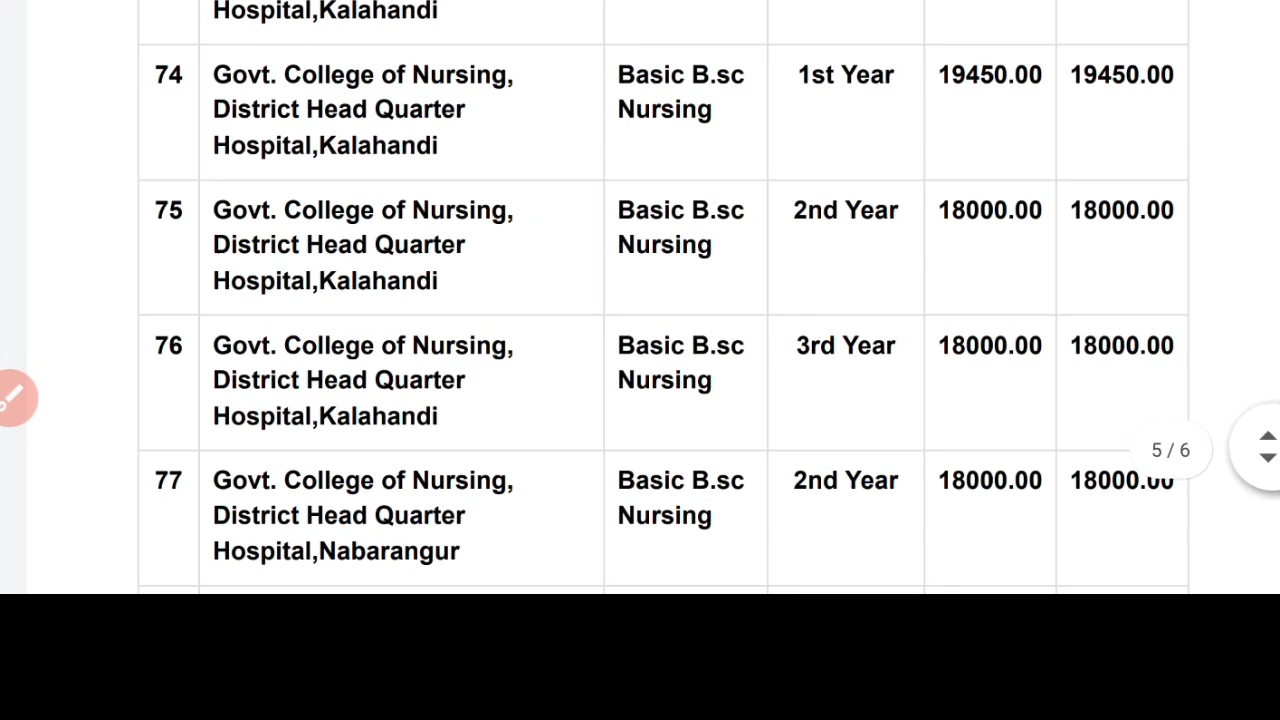 Hospital,Kalahandi
74 Govt. College of Nursing, Basic B.sc 1st Year 19450.00 19450.00
District Head Quarter Nursing
Hospital,Kalahandi
75 Govt. College of Nursing, Basic B.sc 2nd Year 18000.00 18000.00
District Head Quarter Nursing
Hospital,Kalahandi
76 Govt. College of Nursing, Basic B.sc 3rd Year 18000.00 18000.00
District Head Quarter Nursing
Hospital,Kalahandi
5 / 6
77 Govt. College of Nursing, Basic B.sc 2nd Year 18000.00 18000.00
District Head Quarter Nursing
Hospital,Nabarangur